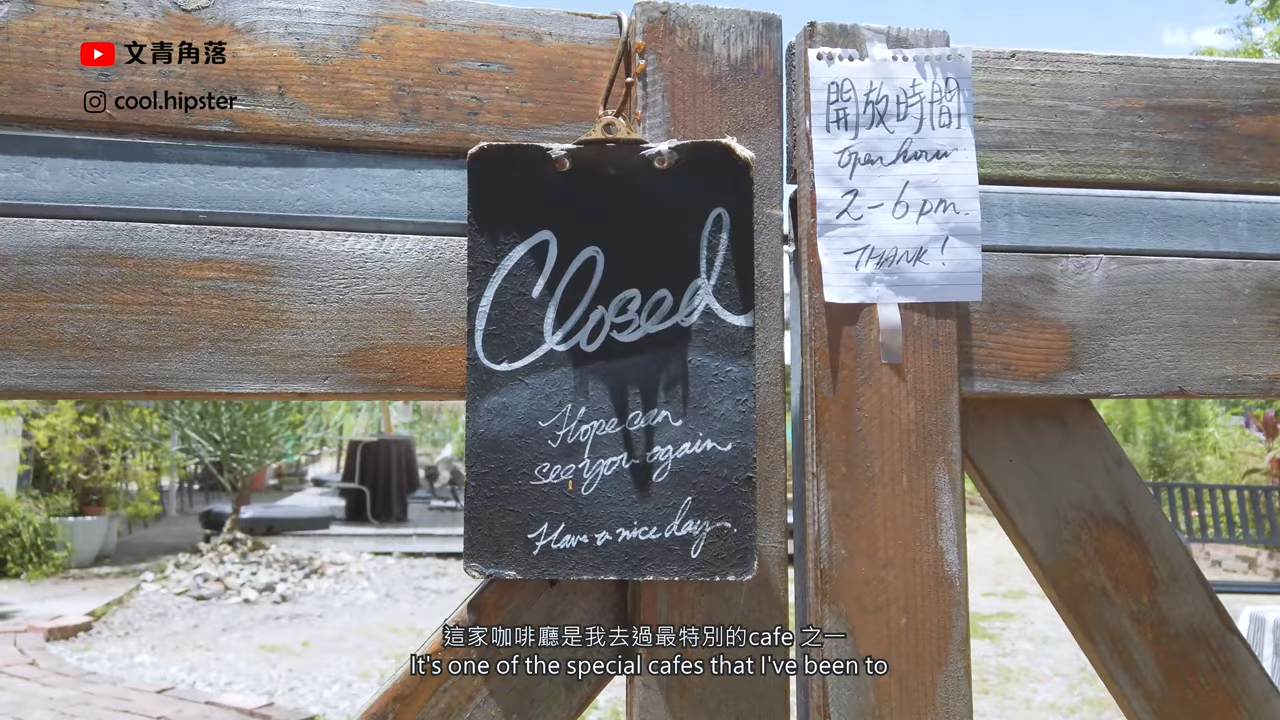 文青角落
cool.hipster
Closed
Hope can
see you again
Have a nice day.
開放時間
Open hour
2-6 pm.
THANK!
這家咖啡廳是我去過最特別的cafe 之一
It's one of the special cafes that I've been to